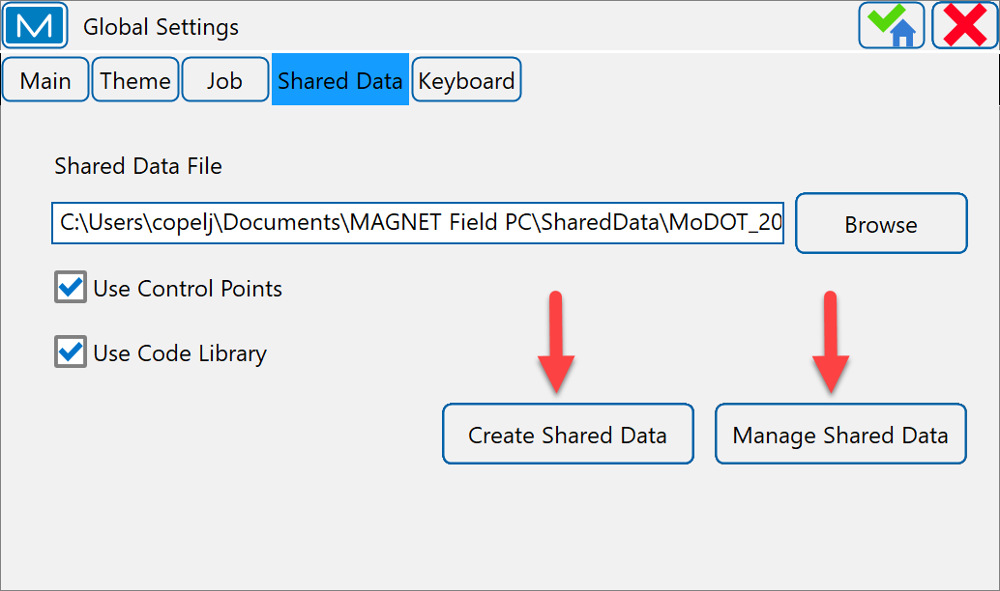 Global Settings
Main Theme Job Shared Data Keyboard
Shared Data File
C:\Users\copelj\Documents\MAGNET Field PC\SharedData\MoDOT_20
Browse
Use Control Points
Use Code Library
Create Shared Data
Manage Shared Data